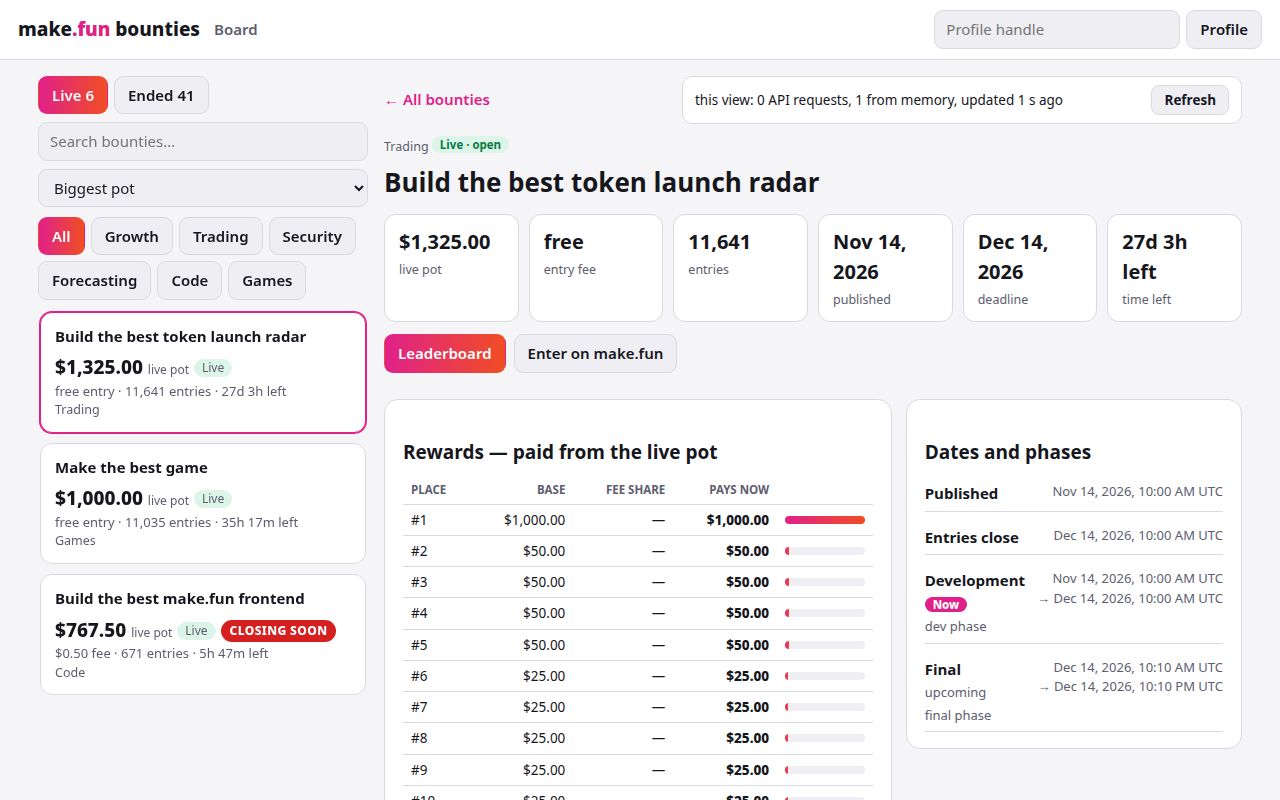 make.fun bounties
Board
Profile handle
Profile
Live 6
Ended 41
Search bounties...
Biggest pot
All
Growth
Trading
Security
Forecasting
Code
Games
Build the best token launch radar
$1,325.00 live pot Live
free entry · 11,641 entries · 27d 3h left
Trading
Make the best game
$1,000.00 live pot Live
free entry · 11,035 entries · 35h 17m left
Games
Build the best make.fun frontend
$767.50 live pot Live CLOSING SOON
$0.50 fee · 671 entries · 5h 47m left
Code
← All bounties
this view: 0 API requests, 1 from memory, updated 1 s ago
Refresh
Trading Live · open
Build the best token launch radar
$1,325.00
live pot
free
entry fee
11,641
entries
Nov 14,
2026
published
Dec 14,
2026
deadline
27d 3h
left
time left
Leaderboard
Enter on make.fun
Rewards — paid from the live pot
PLACE BASE FEE SHARE PAYS NOW
#1 $1,000.00 — $1,000.00
#2 $50.00 — $50.00
#3 $50.00 — $50.00
#4 $50.00 — $50.00
#5 $50.00 — $50.00
#6 $25.00 — $25.00
#7 $25.00 — $25.00
#8 $25.00 — $25.00
#9 $25.00 — $25.00
#10 $25.00 — $25.00
Dates and phases
Published Nov 14, 2026, 10:00 AM UTC
Entries close Dec 14, 2026, 10:00 AM UTC
Development Nov 14, 2026, 10:00 AM UTC
Now → Dec 14, 2026, 10:00 AM UTC
dev phase
Final Dec 14, 2026, 10:10 AM UTC
upcoming → Dec 14, 2026, 10:10 PM UTC
final phase